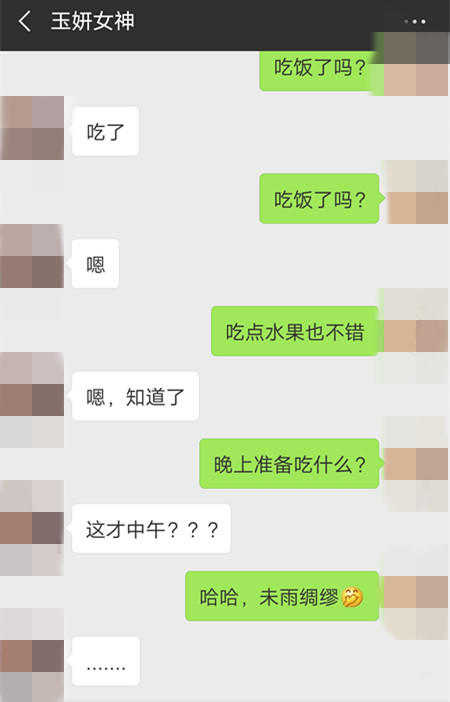 玉妍女神
吃饭了吗?
吃了
吃饭了吗?
嗯
吃点水果也不错
嗯，知道了
晚上准备吃什么?
这才中午? ? ?
哈哈，未雨绸缪🤭
.......